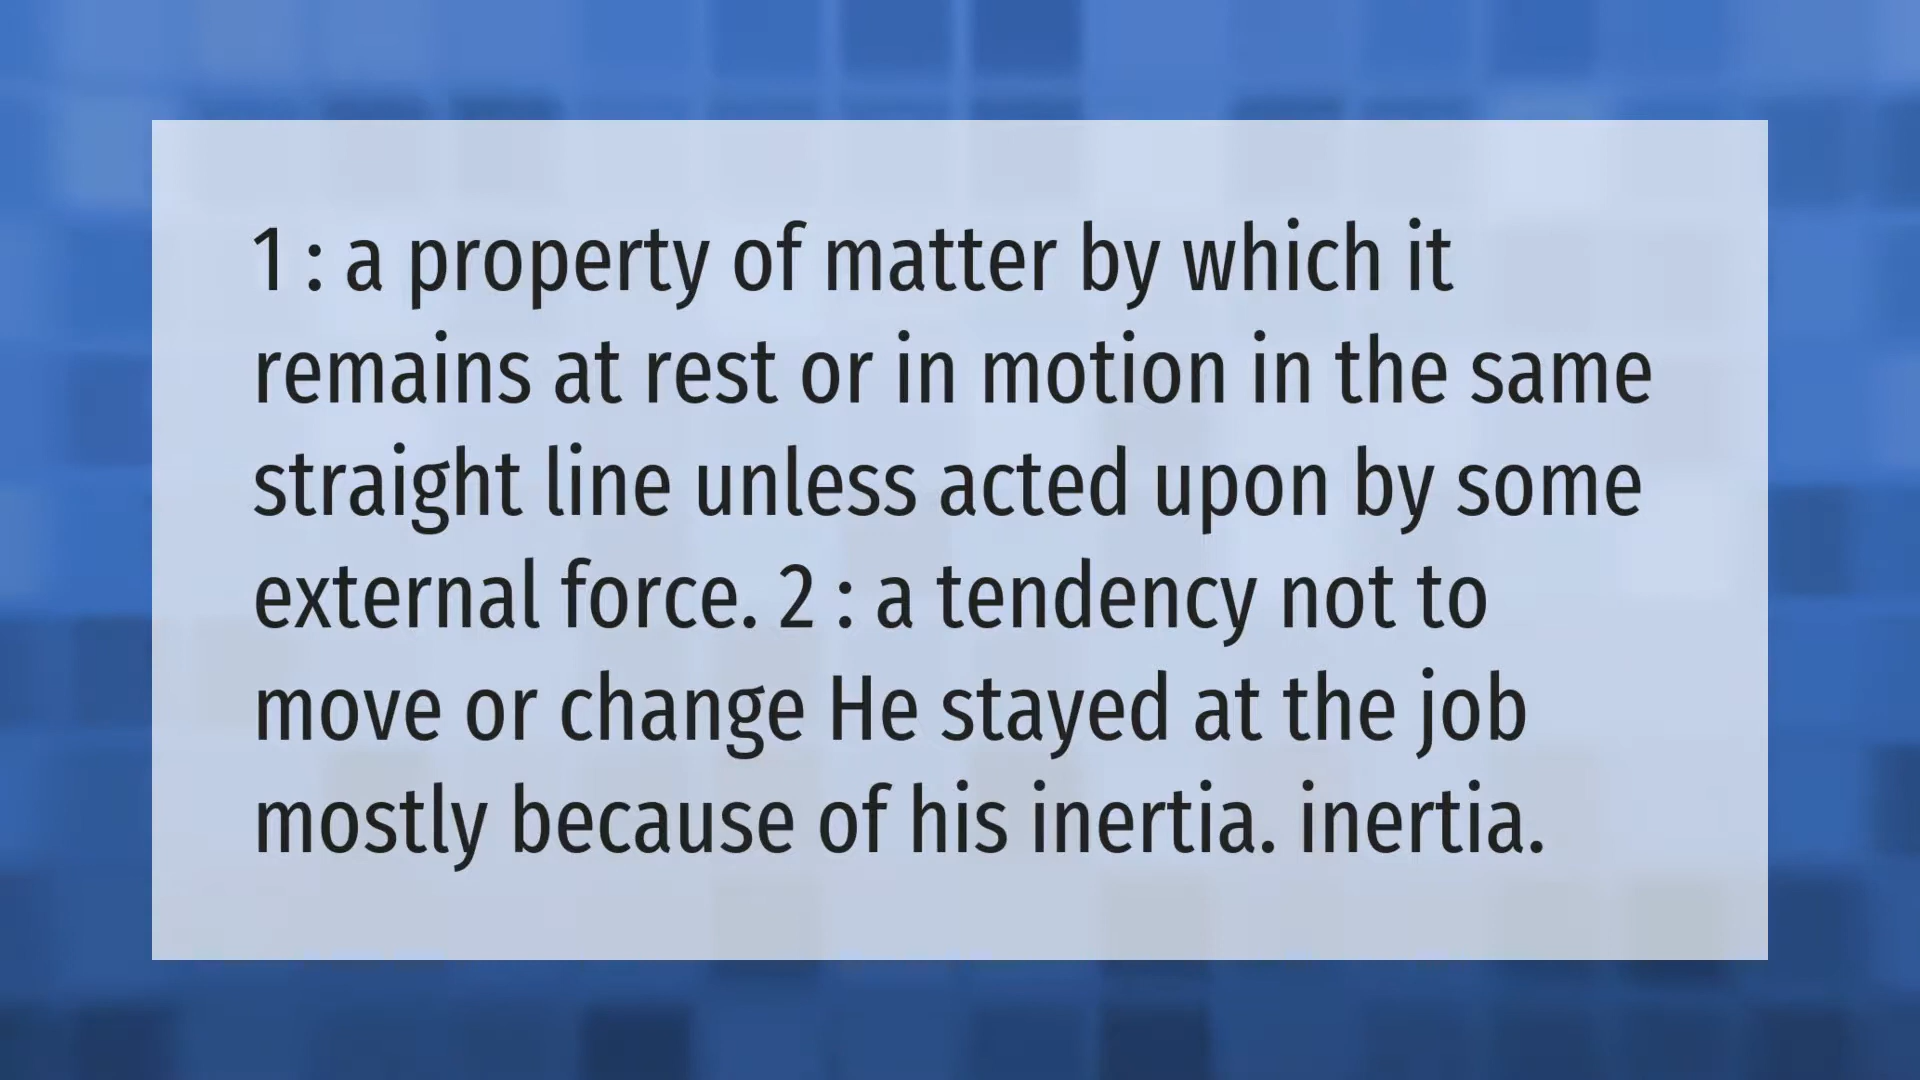 1 : a property of matter by which it
remains at rest or in motion in the same
straight line unless acted upon by some
external force. 2 : a tendency not to
move or change He stayed at the job
mostly because of his inertia. inertia.